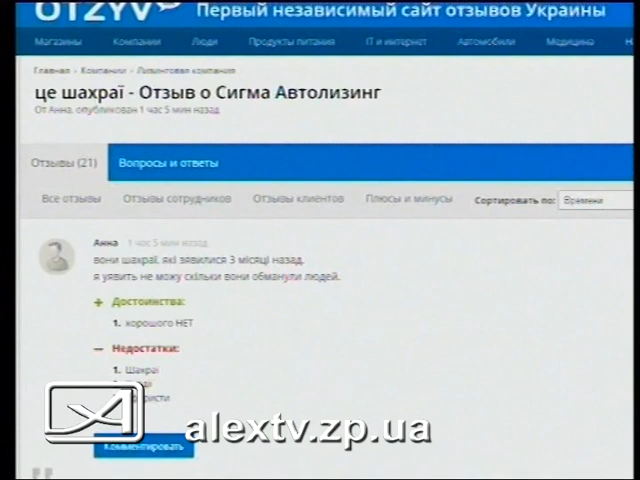 OTZYV
Первый независимый сайт отзывов Украины
Магазины Компании Люди Продукты питания IT и интернет Автомобили Медицина Н
Главная - Компании - Лизинговая компания
це шахраї - Отзыв о Сигма Автолизинг
От Анна, опубликован 1 час 5 мин назад
Отзывы (21) Вопросы и ответы
Все отзывы Отзывы сотрудников Отзывы клиентов Плюсы и минусы Сортировать по: Времени
Анна 1 час 5 мин назад
вони шахраї, які зявилися 3 місяці назад.
я уявить не можу скільки вони обманули людей.
+ Достоинства:
1. хорошого НЕТ
— Недостатки:
1. Шахраї
alextv.zp.ua
Комментировать